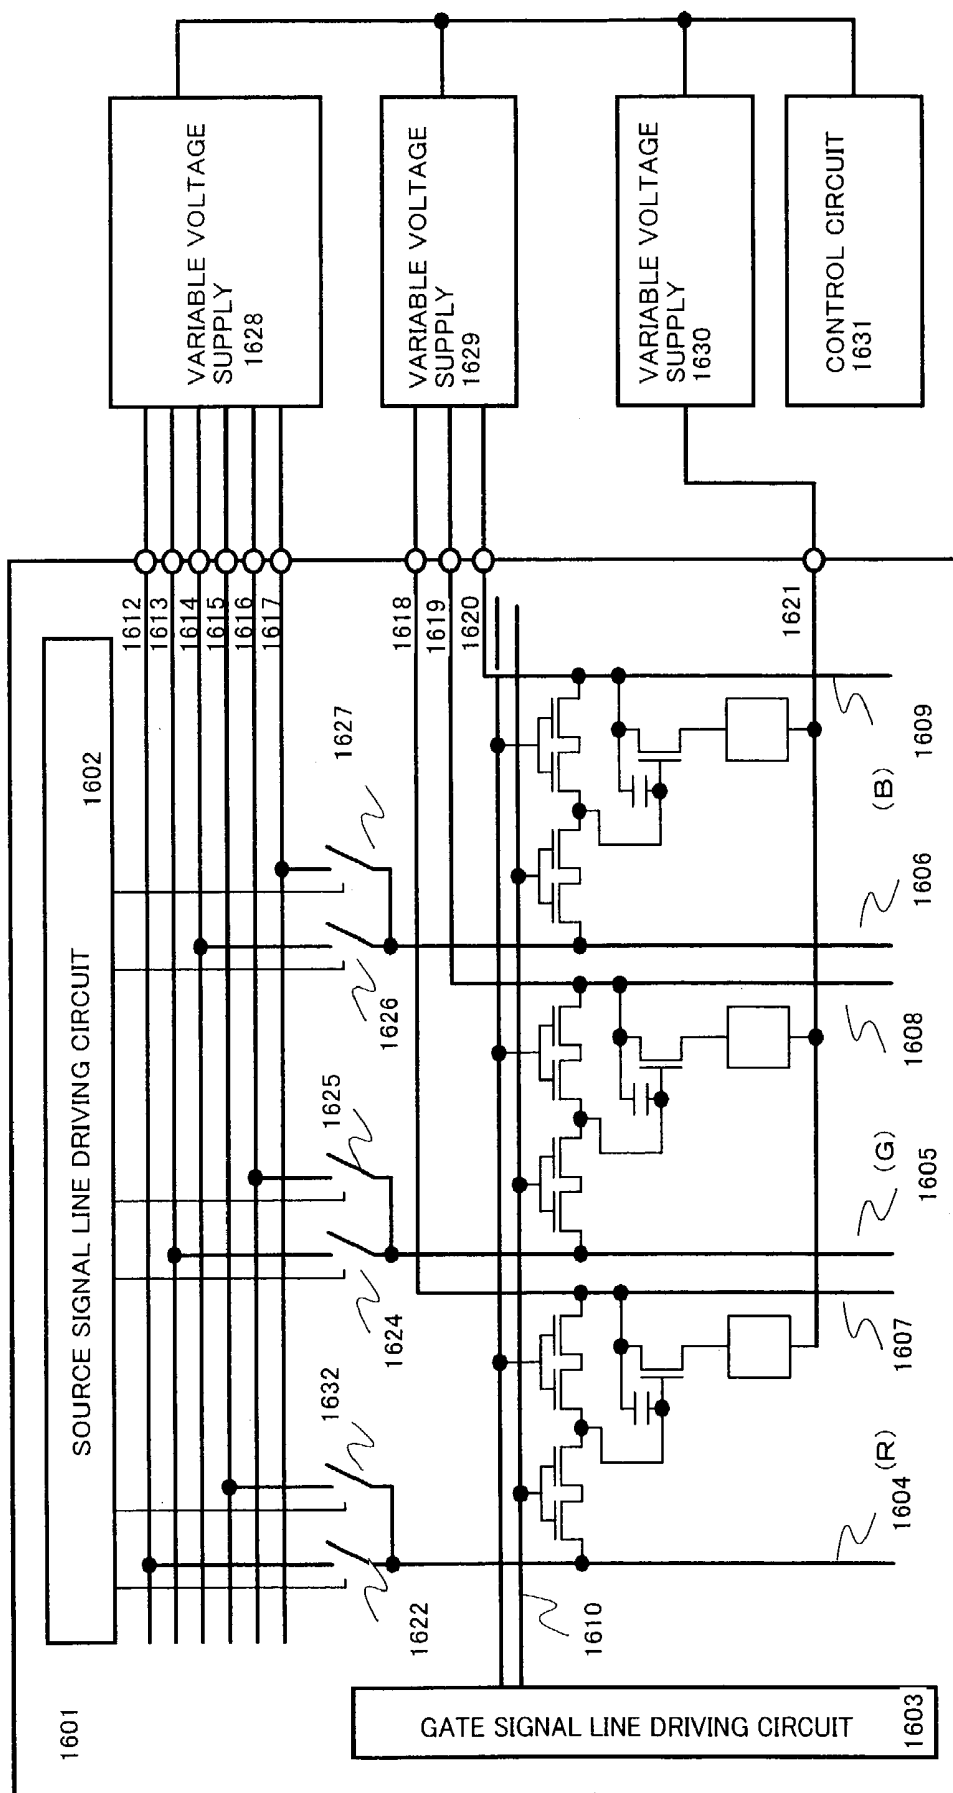 1601
SOURCE SIGNAL LINE DRIVING CIRCUIT
1602
1612
1613
1614
1615
1616
1617
VARIABLE VOLTAGE
SUPPLY
1628
1622
1632
1624
1625
1626
1627
1618
1619
1620
VARIABLE VOLTAGE
SUPPLY
1629
GATE SIGNAL LINE DRIVING CIRCUIT
1603
1610
1621
VARIABLE VOLTAGE
SUPPLY
1630
CONTROL CIRCUIT
1631
1604
(R)
1607
1605
(G)
1608
1606
(B)
1609